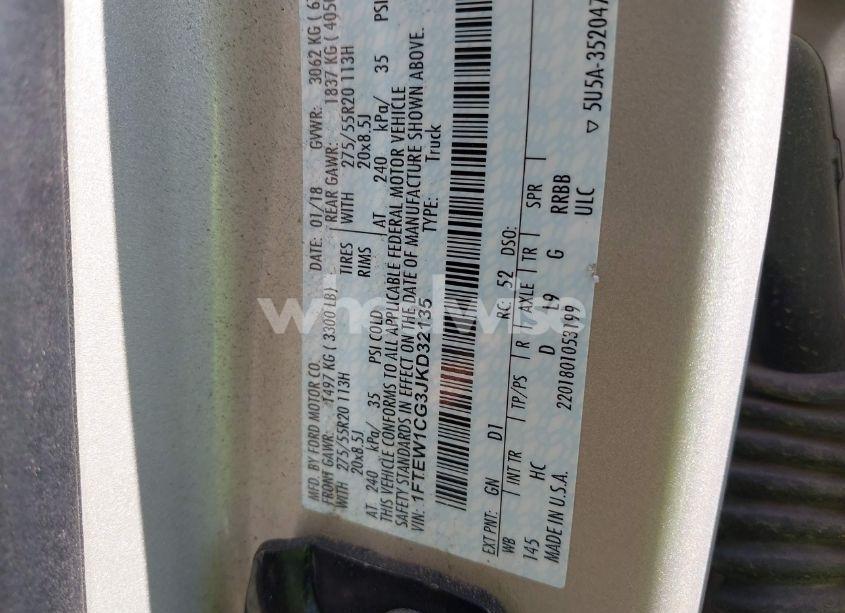 MFD. BY FORD MOTOR CO.
DATE: 01/18 GVWR: 3062 KG
FRONT GAWR: 1497 KG ( 3300 LB)
REAR GAWR: 1837 KG ( 4050
WITH 275/55R20 113H TIRES WITH 275/55R20 113H
20x8.5J RIMS 20x8.5J
AT 240 kPa/ 35 PSI COLD AT 240 kPa/ 35 PSI
THIS VEHICLE CONFORMS TO ALL APPLICABLE FEDERAL MOTOR VEHICLE
SAFETY STANDARDS IN EFFECT ON THE DATE OF MANUFACTURE SHOWN ABOVE.
VIN: 1FTEW1CG3JKD32135 TYPE: Truck
EXT PNT: GN D1 RC: 52 DSO:
WB INT TR TP/PS R AXLE TR SPR
145 HC D L9 G RRBB
2201801053199 ULC
MADE IN U.S.A.
5U5A-352047
wheelwise